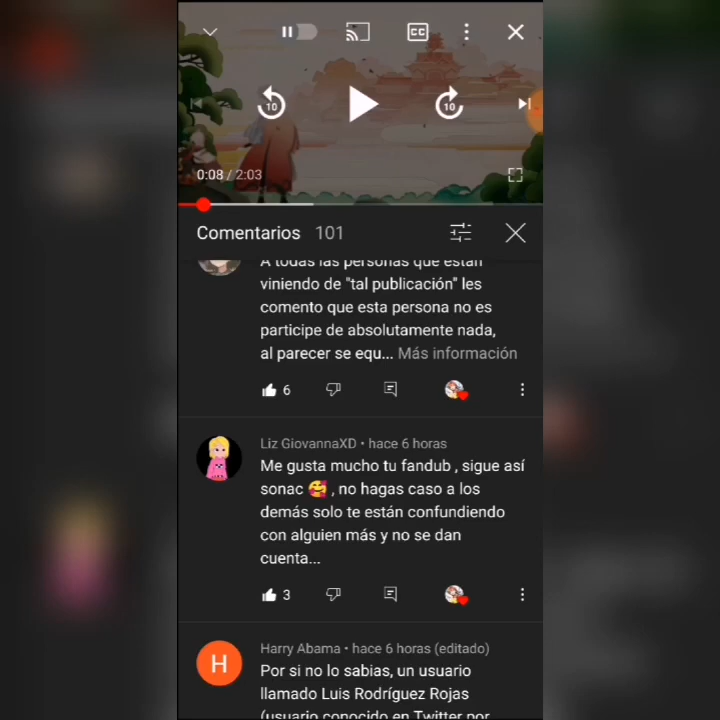 CC
10
10
0:08 / 2:03
Comentarios 101
A todas las personas que están
viniendo de "tal publicación" les
comento que esta persona no es
participe de absolutamente nada,
al parecer se equ... Más información
6
Liz GiovannaXD • hace 6 horas
Me gusta mucho tu fandub , sigue así
sonac 🥰 , no hagas caso a los
demás solo te están confundiendo
con alguien más y no se dan
cuenta...
3
H
Harry Abama • hace 6 horas (editado)
Por si no lo sabias, un usuario
llamado Luis Rodríguez Rojas
(usuario conocido en Twitter por